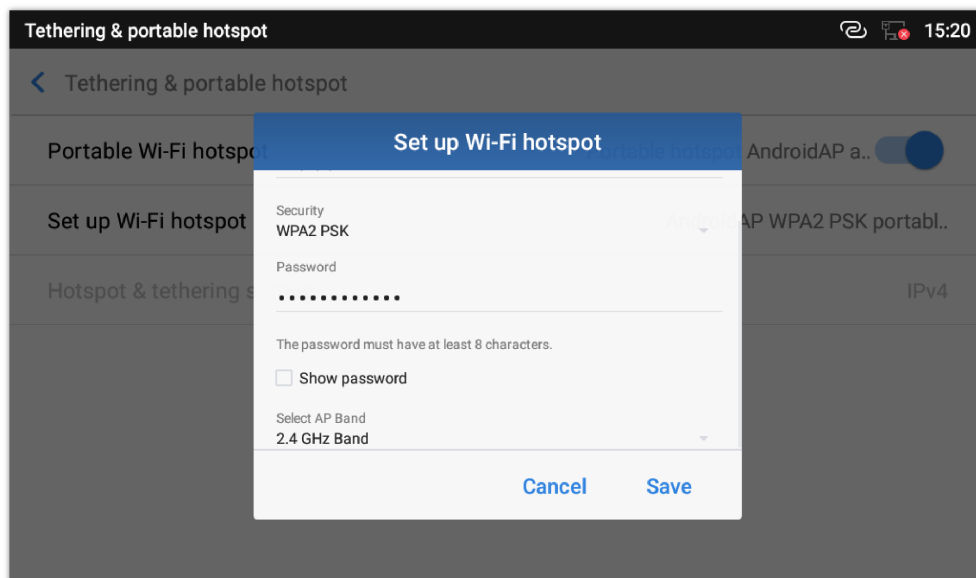 Tethering & portable hotspot
15:20
Tethering & portable hotspot
Portable Wi-Fi hotspot
Portable hotspot AndroidAP a..
Set up Wi-Fi hotspot
AndroidAP WPA2 PSK portabl..
Hotspot & tethering s
IPv4
Set up Wi-Fi hotspot
Security
WPA2 PSK
Password
••••••••••••
The password must have at least 8 characters.
Show password
Select AP Band
2.4 GHz Band
Cancel
Save